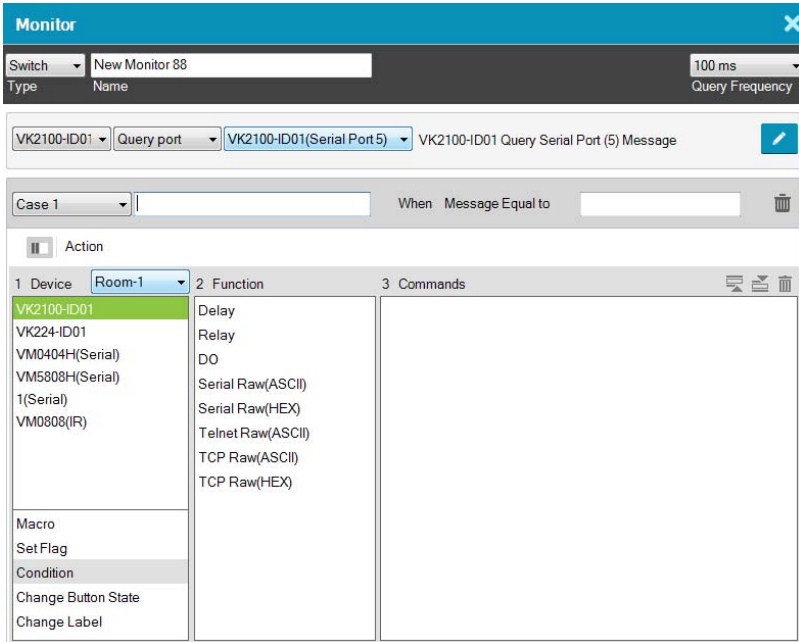 Monitor
Switch New Monitor 88 100 ms
Type Name Query Frequency
VK2100-ID01 Query port VK2100-ID01(Serial Port 5) VK2100-ID01 Query Serial Port (5) Message
Case 1 When Message Equal to
Action
1 Device Room-1 2 Function 3 Commands
VK2100-ID01
VK224-ID01
VM0404H(Serial)
VM5808H(Serial)
1(Serial)
VM0808(IR)
Macro
Set Flag
Condition
Change Button State
Change Label
Delay
Relay
DO
Serial Raw(ASCII)
Serial Raw(HEX)
Telnet Raw(ASCII)
TCP Raw(ASCII)
TCP Raw(HEX)